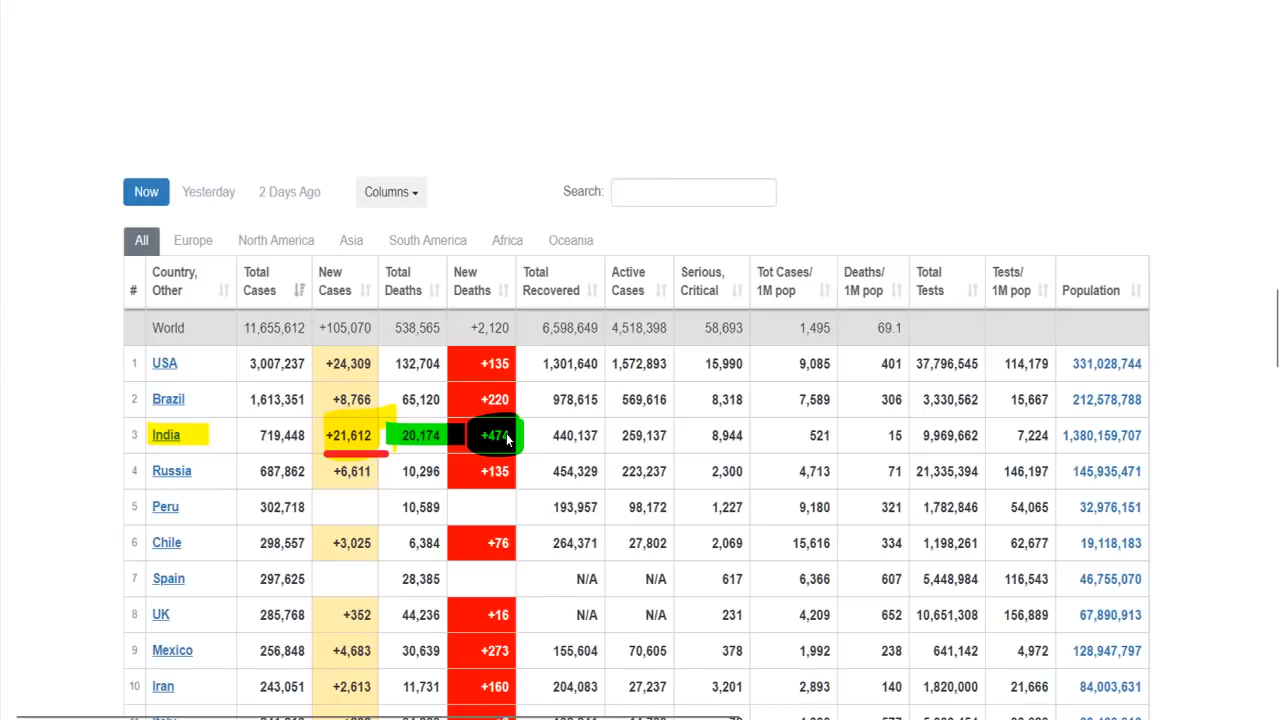 Now Yesterday 2 Days Ago Columns Search:
All Europe North America Asia South America Africa Oceania
# Country, Other Total Cases New Cases Total Deaths New Deaths Total Recovered Active Cases Serious, Critical Tot Cases/ 1M pop Deaths/ 1M pop Total Tests Tests/ 1M pop Population
World 11,655,612 +105,070 538,565 +2,120 6,598,649 4,518,398 58,693 1,495 69.1
1 USA 3,007,237 +24,309 132,704 +135 1,301,640 1,572,893 15,990 9,085 401 37,796,545 114,179 331,028,744
2 Brazil 1,613,351 +8,766 65,120 +220 978,615 569,616 8,318 7,589 306 3,330,562 15,667 212,578,788
3 India 719,448 +21,612 20,174 +474 440,137 259,137 8,944 521 15 9,969,662 7,224 1,380,159,707
4 Russia 687,862 +6,611 10,296 +135 454,329 223,237 2,300 4,713 71 21,335,394 146,197 145,935,471
5 Peru 302,718 10,589 193,957 98,172 1,227 9,180 321 1,782,846 54,065 32,976,151
6 Chile 298,557 +3,025 6,384 +76 264,371 27,802 2,069 15,616 334 1,198,261 62,677 19,118,183
7 Spain 297,625 28,385 N/A N/A 617 6,366 607 5,448,984 116,543 46,755,070
8 UK 285,768 +352 44,236 +16 N/A N/A 231 4,209 652 10,651,308 156,889 67,890,913
9 Mexico 256,848 +4,683 30,639 +273 155,604 70,605 378 1,992 238 641,142 4,972 128,947,797
10 Iran 243,051 +2,613 11,731 +160 204,083 27,237 3,201 2,893 140 1,820,000 21,666 84,003,631